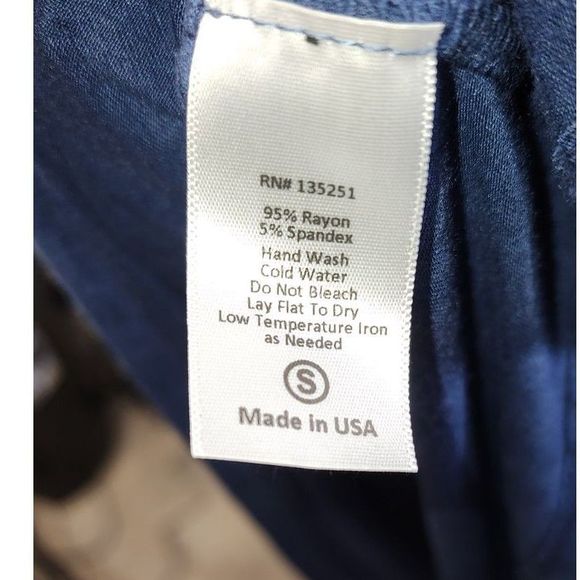 RN# 135251
95% Rayon
5% Spandex
Hand Wash
Cold Water
Do Not Bleach
Lay Flat To Dry
Low Temperature Iron
as Needed
S
Made in USA